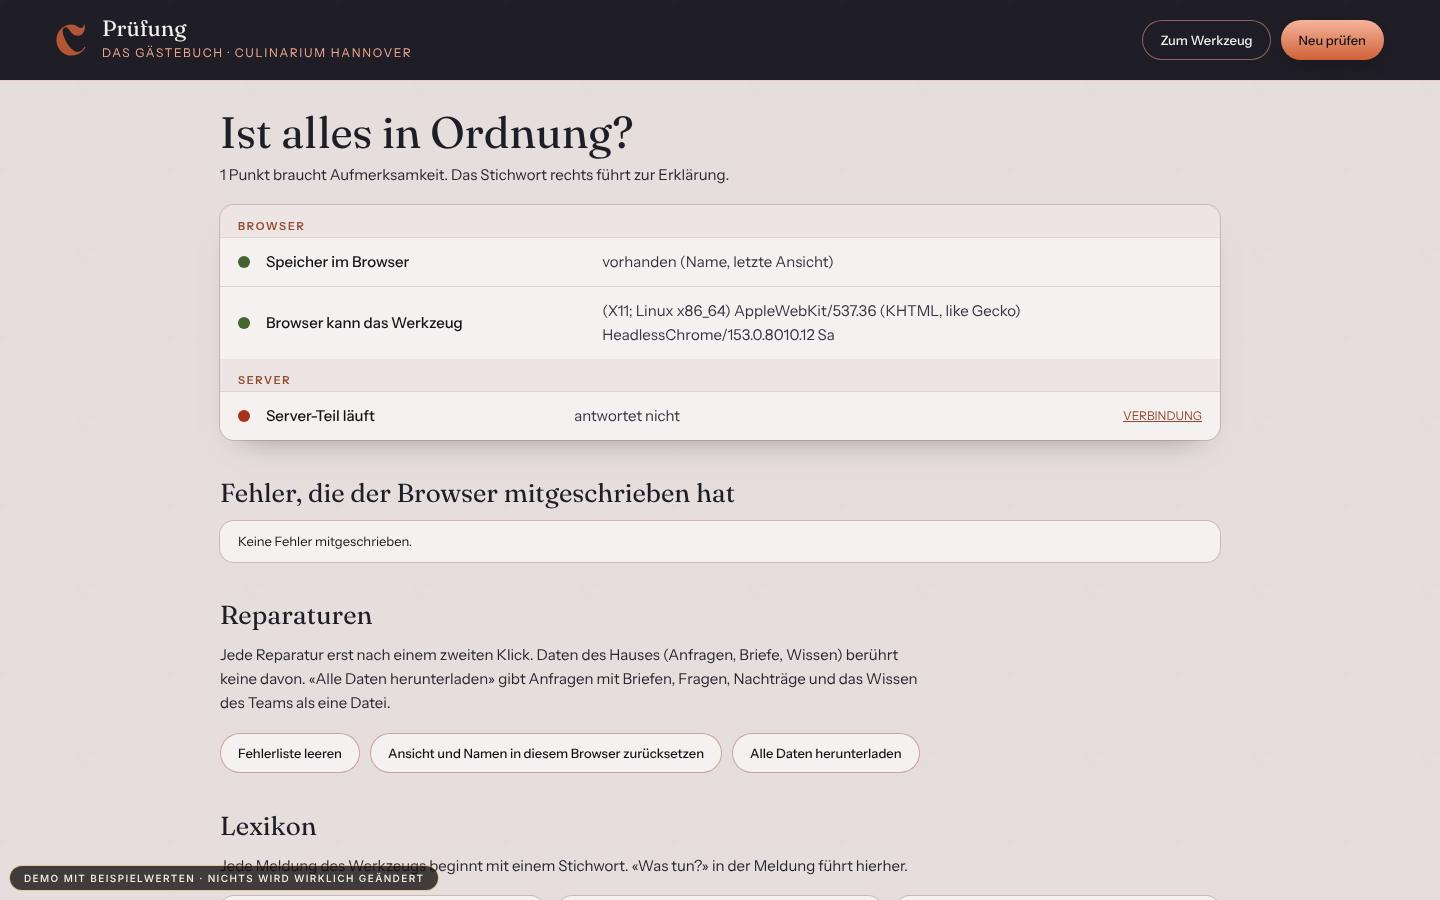 Prüfung
DAS GÄSTEBUCH · CULINARIUM HANNOVER
Zum Werkzeug
Neu prüfen
Ist alles in Ordnung?
1 Punkt braucht Aufmerksamkeit. Das Stichwort rechts führt zur Erklärung.
BROWSER
Speicher im Browser
vorhanden (Name, letzte Ansicht)
Browser kann das Werkzeug
(X11; Linux x86_64) AppleWebKit/537.36 (KHTML, like Gecko)
HeadlessChrome/153.0.8010.12 Sa
SERVER
Server-Teil läuft
antwortet nicht
VERBINDUNG
Fehler, die der Browser mitgeschrieben hat
Keine Fehler mitgeschrieben.
Reparaturen
Jede Reparatur erst nach einem zweiten Klick. Daten des Hauses (Anfragen, Briefe, Wissen) berührt
keine davon. «Alle Daten herunterladen» gibt Anfragen mit Briefen, Fragen, Nachträge und das Wissen
des Teams als eine Datei.
Fehlerliste leeren
Ansicht und Namen in diesem Browser zurücksetzen
Alle Daten herunterladen
Lexikon
Jede Meldung des Werkzeugs beginnt mit einem Stichwort. «Was tun?» in der Meldung führt hierher.
DEMO MIT BEISPIELWERTEN · NICHTS WIRD WIRKLICH GEÄNDERT